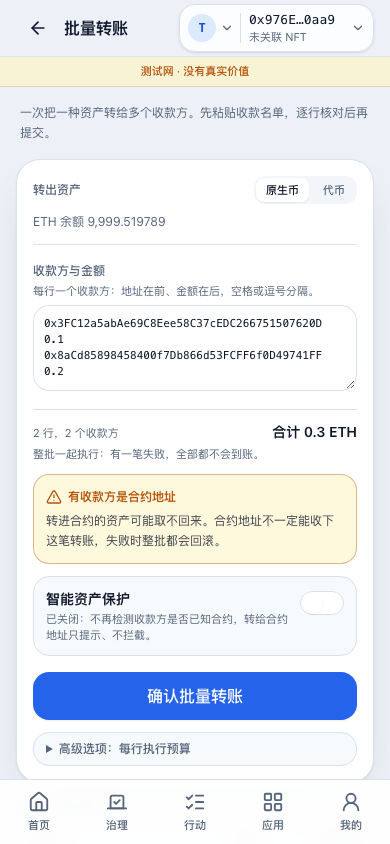 批量转账
T
0x976E…0aa9
未关联 NFT
测试网 · 没有真实价值
一次把一种资产转给多个收款方。先粘贴收款名单，逐行核对后再
提交。
转出资产
原生币
代币
ETH 余额 9,999.519789
收款方与金额
每行一个收款方：地址在前、金额在后，空格或逗号分隔。
0x3FC12a5abAe69C8Eee58C37cEDC266751507620D
0.1
0x8aCd85898458400f7Db866d53FCFF6f0D49741FF
0.2
2 行，2 个收款方
合计 0.3 ETH
整批一起执行：有一笔失败，全部都不会到账。
有收款方是合约地址
转进合约的资产可能取不回来。合约地址不一定能收下
这笔转账，失败时整批都会回滚。
智能资产保护
已关闭：不再检测收款方是否已知合约，转给合约
地址只提示、不拦截。
确认批量转账
高级选项：每行执行预算
首页
治理
行动
应用
我的